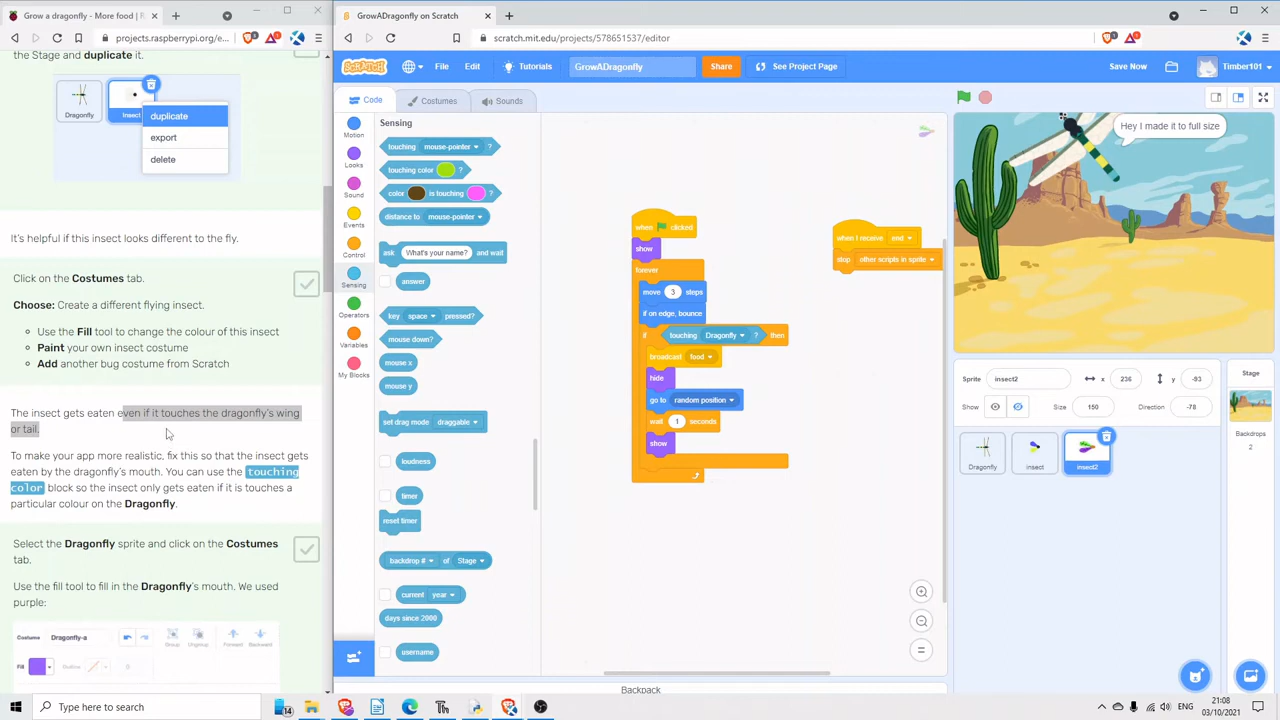 Grow a dragonfly - More food | R
projects.raspberrypi.org/e
the Stage and duplicate it.
Dragonfly
Insect
duplicate
export
delete
It's helpful if this insect looks different to the fly.
Click on the Costumes tab.
Choose: Create a different flying insect.
Use the Fill tool to change the colour of this insect
Paint your own insect costume
Add another bug costume from Scratch
The insect gets eaten even if it touches the dragonfly's wing
or tail.
To make your app more realistic, fix this so that the insect gets
eaten by the dragonfly's mouth. You can use the touching
color block so the insect only gets eaten if it is touches a
particular colour on the Dragonfly.
Select the Dragonfly sprite and click on the Costumes
tab.
Use the fill tool to fill in the Dragonfly's mouth. We used
purple:
Costume Dragonfly-a
Group Ungroup Forward Backward
Fill Outline 0
GrowADragonfly on Scratch
scratch.mit.edu/projects/578651537/editor
SCRATCH File Edit Tutorials GrowADragonfly Share See Project Page Save Now Timber101
Code Costumes Sounds
Motion
Looks
Sound
Events
Control
Sensing
Operators
Variables
My Blocks
Sensing
touching mouse-pointer ?
touching color ?
color is touching ?
distance to mouse-pointer
ask What's your name? and wait
answer
key space pressed?
mouse down?
mouse x
mouse y
set drag mode draggable
loudness
timer
reset timer
backdrop # of Stage
current year
days since 2000
username
when clicked
show
forever
move 3 steps
if on edge, bounce
if touching Dragonfly ? then
broadcast food
hide
go to random position
wait 1 seconds
show
when I receive end
stop other scripts in sprite
Backpack
Hey I made it to full size
Sprite insect2 x 236 y -93
Show Size 150 Direction -78
Dragonfly
insect
insect2
Stage
Backdrops
2
Type here to search
14
ENG
21:08
03/10/2021